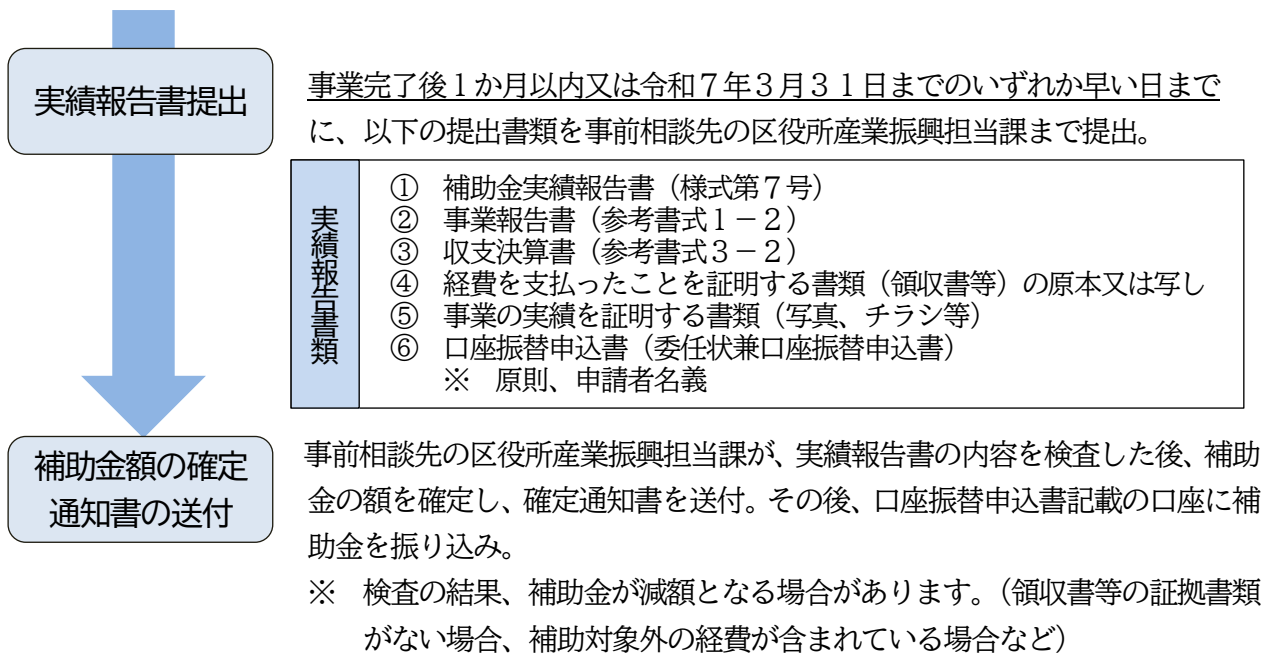 実績報告書提出
事業完了後1か月以内又は令和7年3月31日までのいずれか早い日まで
に、以下の提出書類を事前相談先の区役所産業振興担当課まで提出。
実績報告書類
① 補助金実績報告書（様式第7号）
② 事業報告書（参考書式1－2）
③ 収支決算書（参考書式3－2）
④ 経費を支払ったことを証明する書類（領収書等）の原本又は写し
⑤ 事業の実績を証明する書類（写真、チラシ等）
⑥ 口座振替申込書（委任状兼口座振替申込書）
※ 原則、申請者名義
補助金額の確定
通知書の送付
事前相談先の区役所産業振興担当課が、実績報告書の内容を検査した後、補助
金の額を確定し、確定通知書を送付。その後、口座振替申込書記載の口座に補
助金を振り込み。
※ 検査の結果、補助金が減額となる場合があります。（領収書等の証拠書類
がない場合、補助対象外の経費が含まれている場合など）